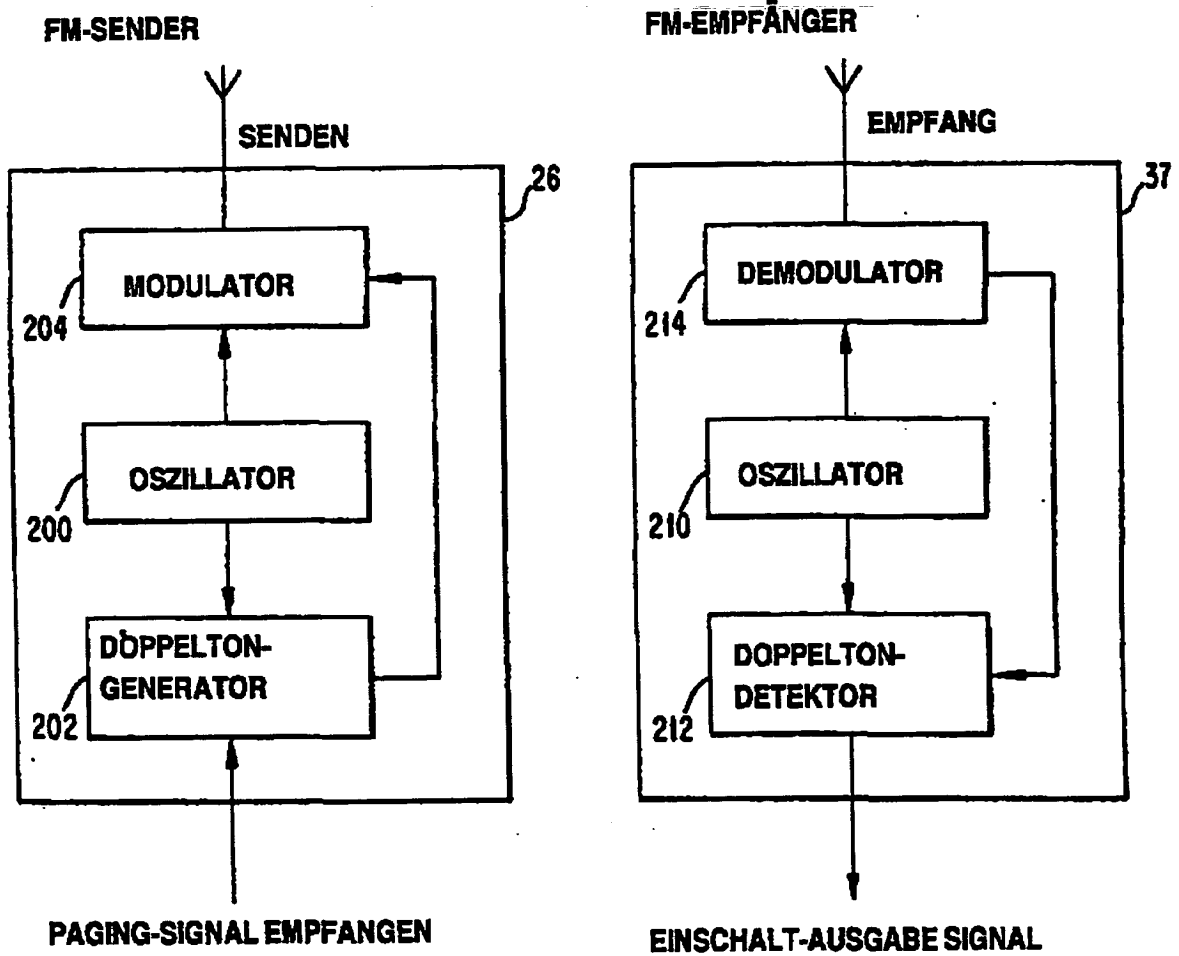 FM-SENDER
SENDEN
26
MODULATOR
204
OSZILLATOR
200
DOPPELTON-
GENERATOR
202
PAGING-SIGNAL EMPFANGEN
FM-EMPFÄNGER
EMPFANG
37
DEMODULATOR
214
OSZILLATOR
210
DOPPELTON-
DETEKTOR
212
EINSCHALT-AUSGABE SIGNAL